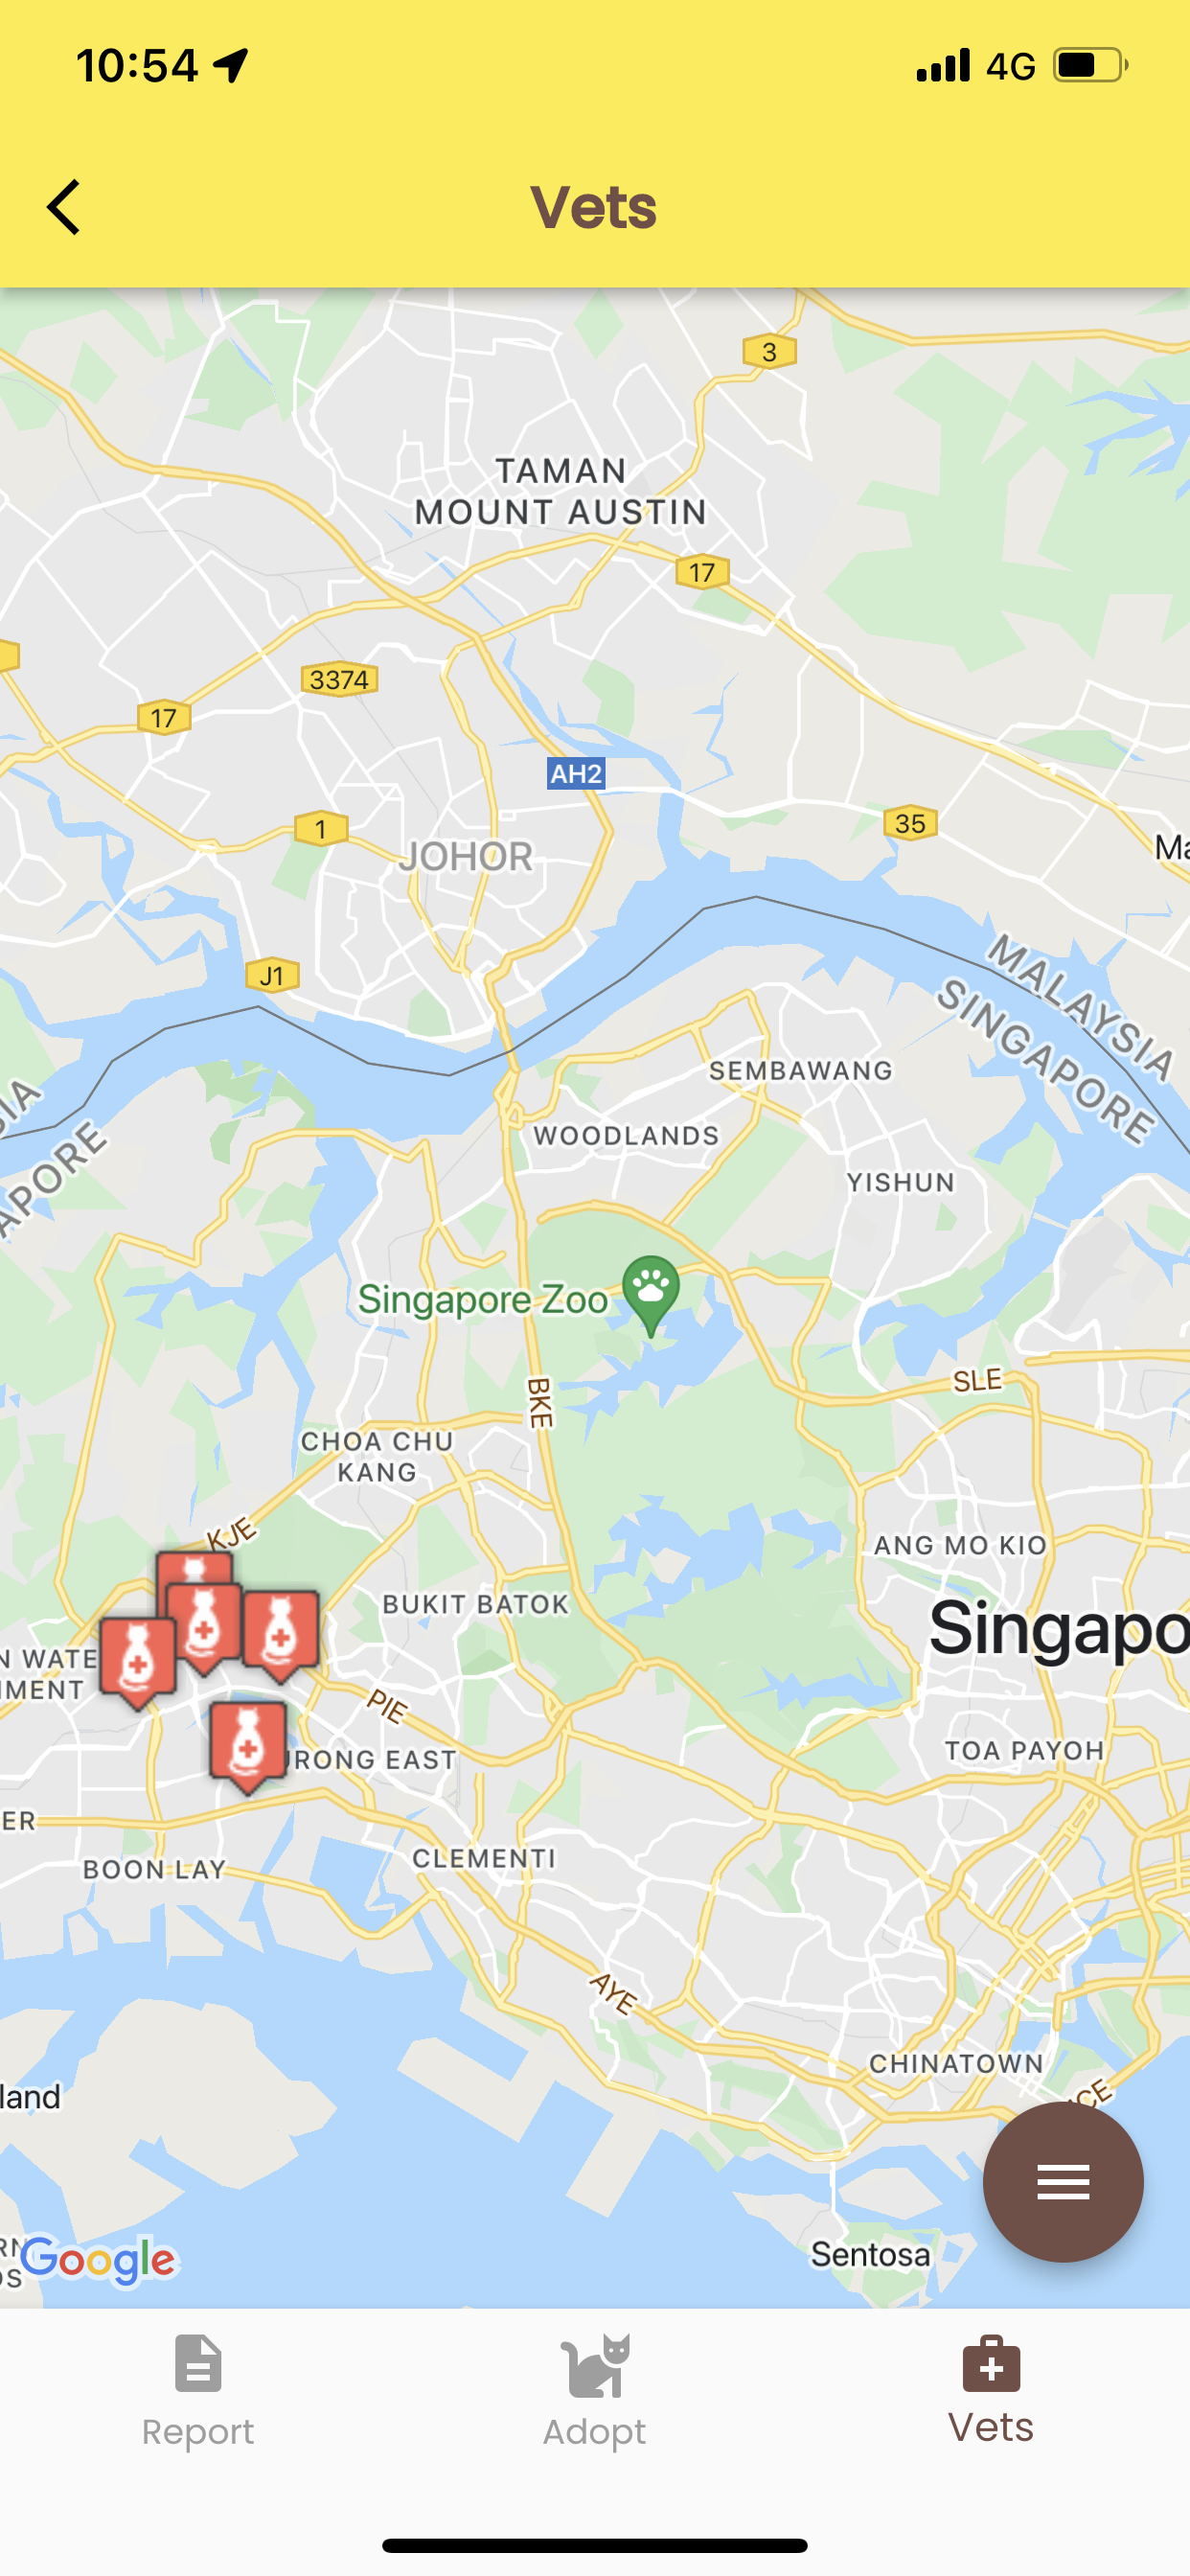 10:54
4G
Vets
3
TAMAN
MOUNT AUSTIN
17
3374
17
AH2
1
35
JOHOR
J1
MALAYSIA
SINGAPORE
SEMBAWANG
WOODLANDS
YISHUN
Singapore Zoo
SLE
BKE
CHOA CHU
KANG
KJE
ANG MO KIO
BUKIT BATOK
Singapo
N WATE
MENT
PIE
TOA PAYOH
RONG EAST
ER
CLEMENTI
BOON LAY
AYE
CHINATOWN
land
Google
Sentosa
Report
Adopt
Vets